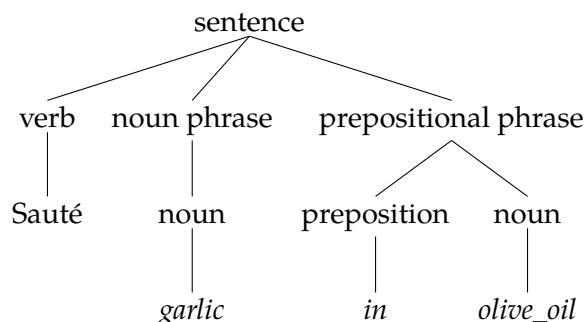 sentence
verb noun phrase prepositional phrase
Sauté noun preposition noun
garlic in olive_oil